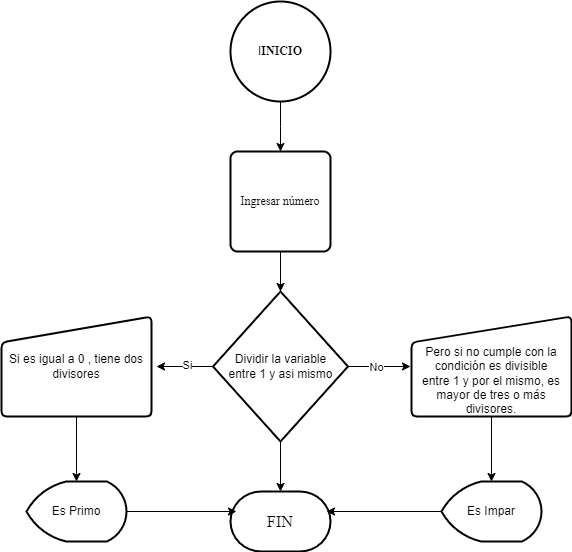 INICIO
Ingresar número
Dividir la variable
entre 1 y asi mismo
Si
No
Si es igual a 0 , tiene dos
divisores
Pero si no cumple con la
condición es divisible
entre 1 y por el mismo, es
mayor de tres o más
divisores.
Es Primo
Es Impar
FIN